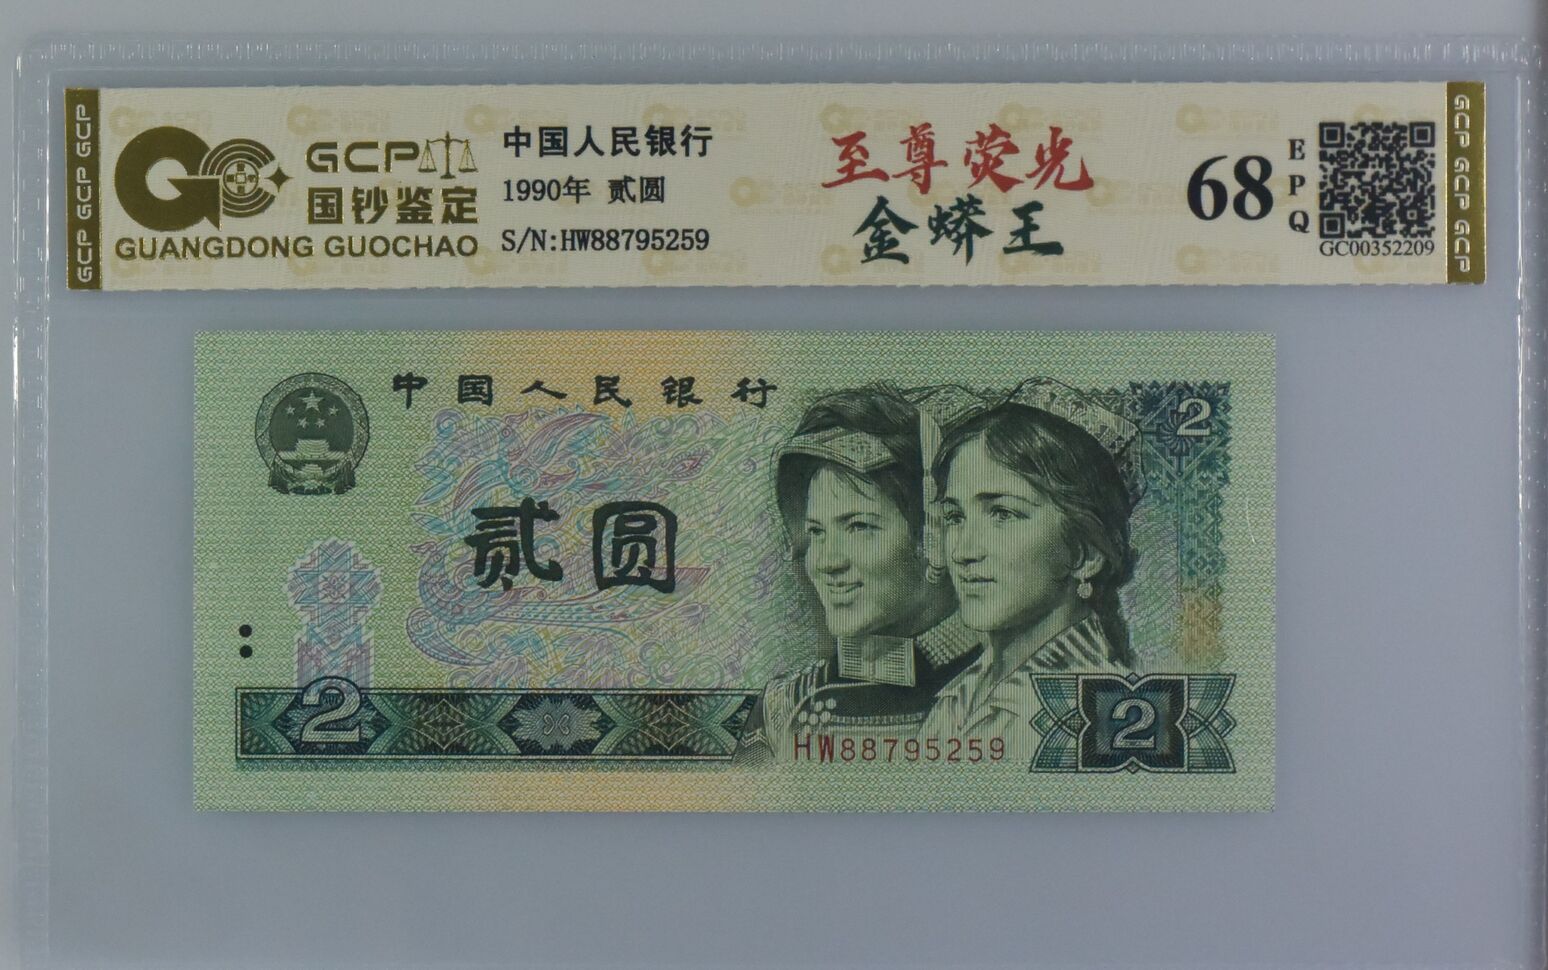 GCP GCP GCP
GCP
国钞鉴定
GUANGDONG GUOCHAO
中国人民银行
1990年 贰圆
S/N:HW88795259
至尊荧光
金蟒王
68
EPQ
GC00352209
GCP GCP GCP
中国人民银行
2
贰圆
2
HW88795259
2